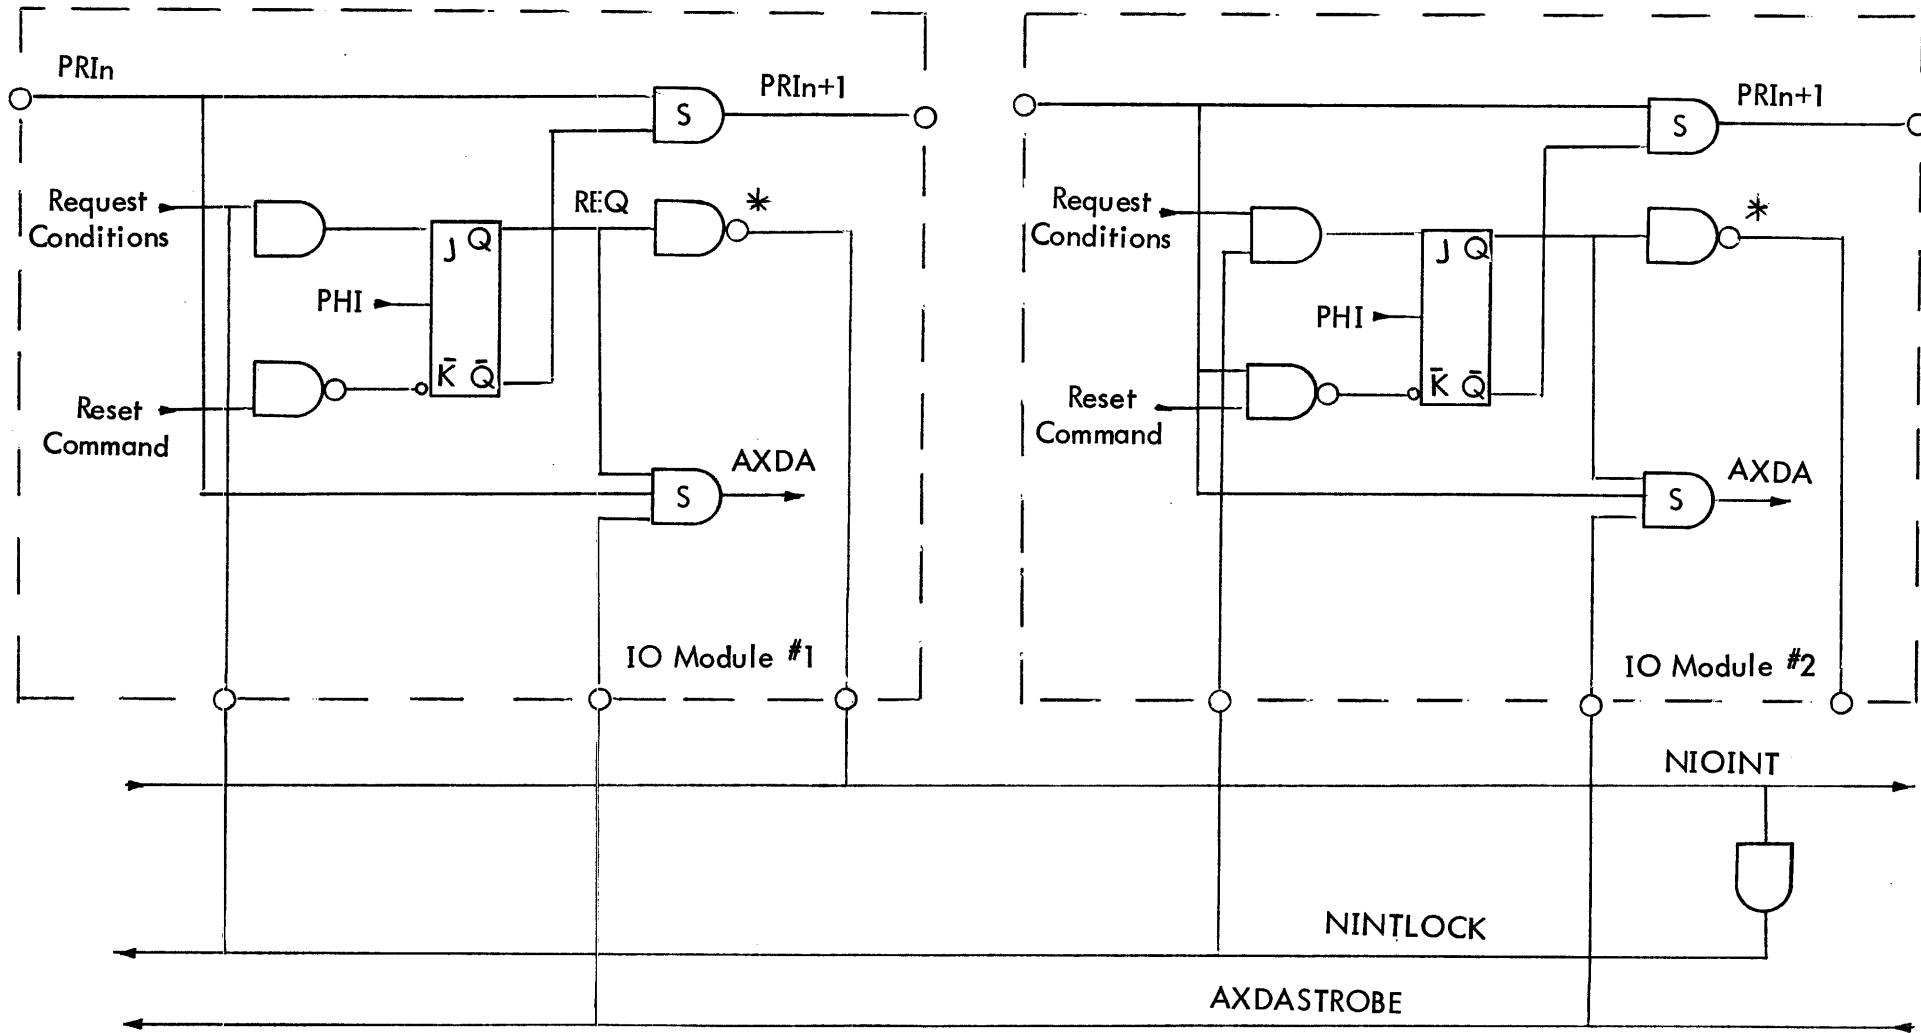 PRIn
PRIn+1
S
Request
Conditions
REQ
*
J Q
PHI
K̄ Q̄
Reset
Command
AXDA
S
IO Module #1
PRIn+1
S
Request
Conditions
*
J Q
PHI
K̄ Q̄
Reset
Command
AXDA
S
IO Module #2
NIOINT
NINTLOCK
AXDASTROBE